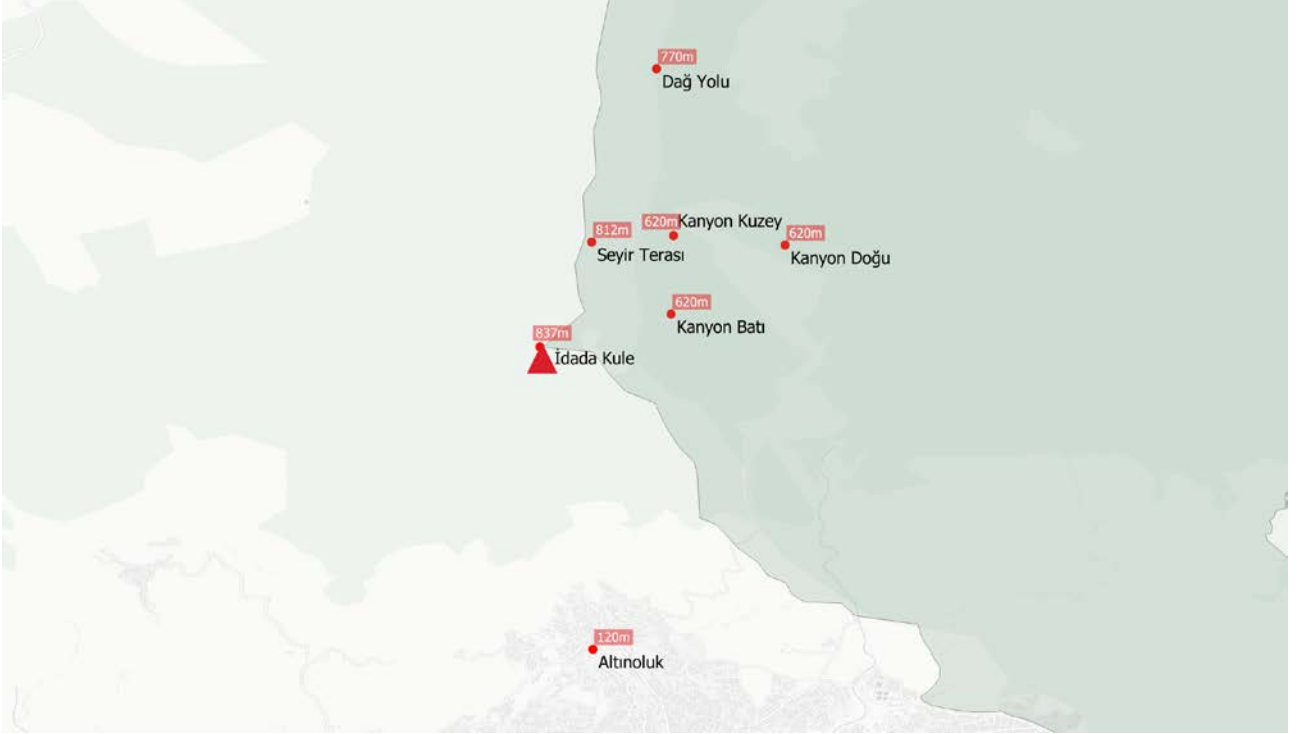 770m
Dağ Yolu
620m
Kanyon Kuzey
812m
Seyir Terası
620m
Kanyon Doğu
620m
Kanyon Batı
837m
İdada Kule
120m
Altınoluk